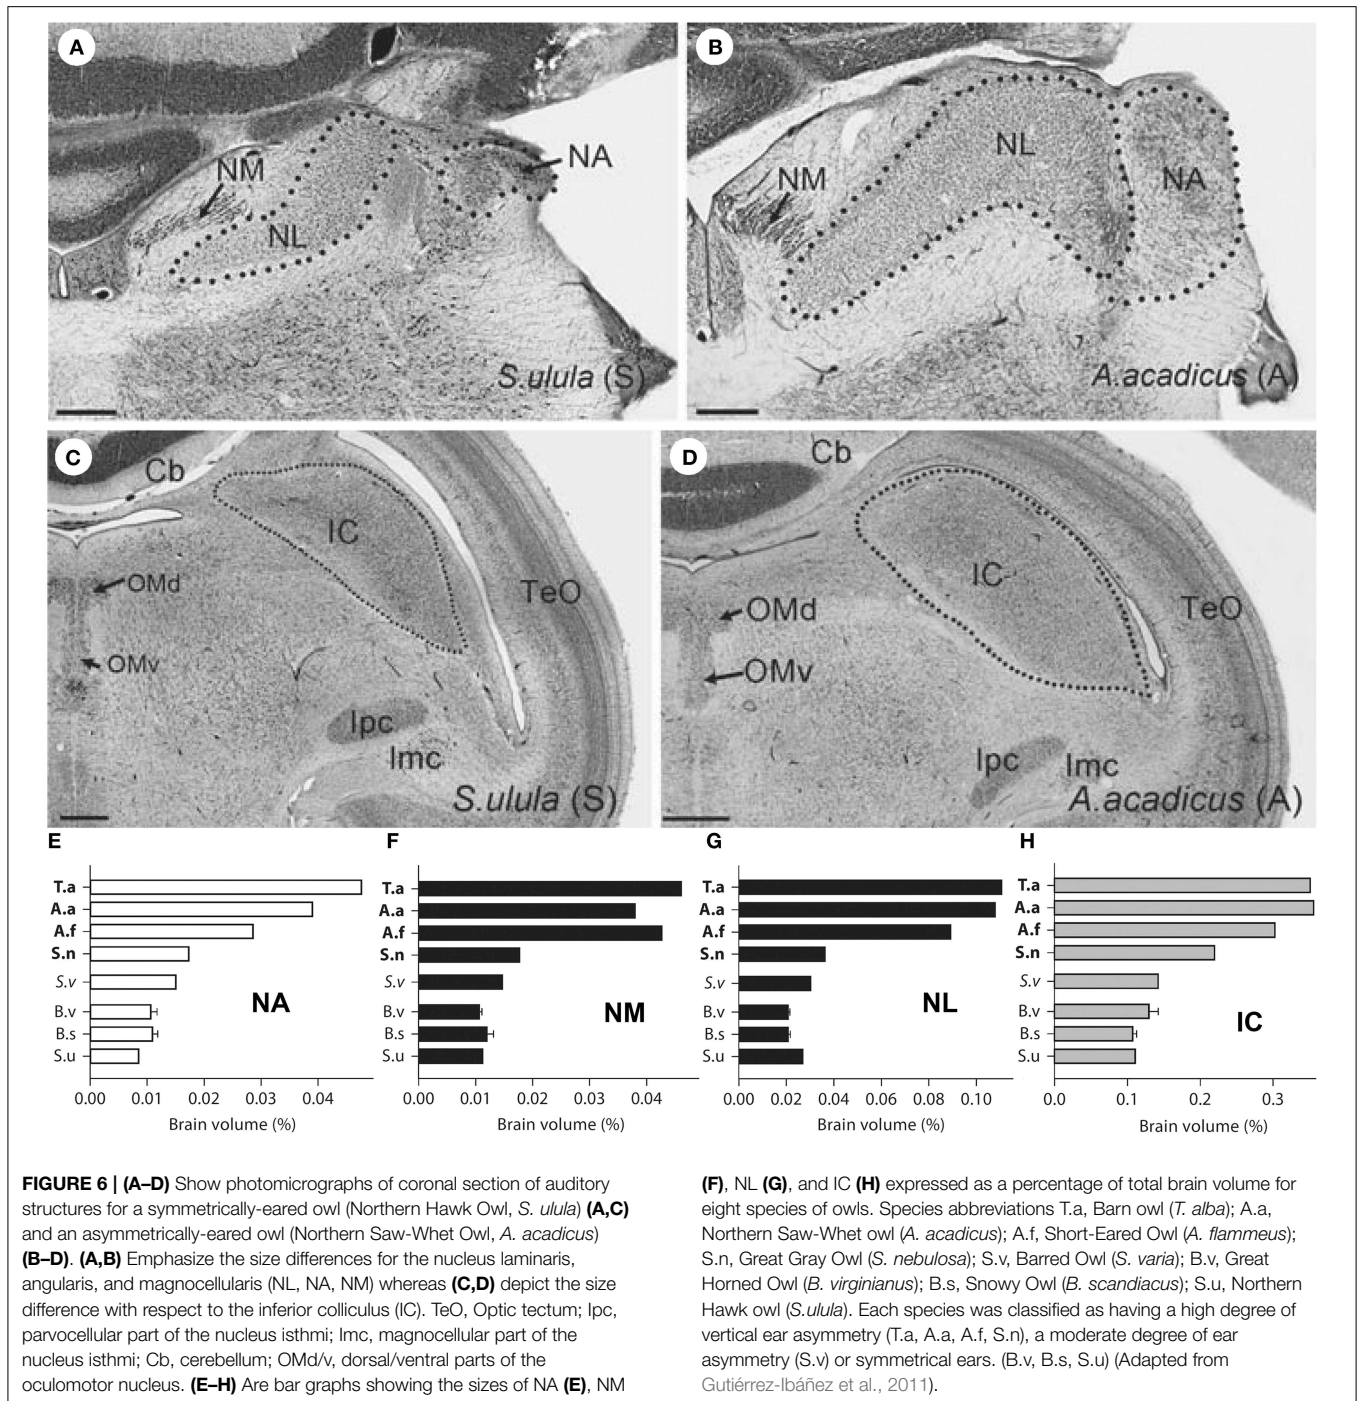 A
B
NM
NL
NA
S.ulula (S)
NM
NL
NA
A.acadicus (A)
C
D
Cb
IC
OMd
OMv
TeO
Ipc
Imc
S.ulula (S)
Cb
IC
OMd
OMv
TeO
Ipc
Imc
A.acadicus (A)
E
T.a
A.a
A.f
S.n
S.v
B.v
B.s
S.u
NA
0.00 0.01 0.02 0.03 0.04
Brain volume (%)
F
T.a
A.a
A.f
S.n
S.v
B.v
B.s
S.u
NM
0.00 0.01 0.02 0.03 0.04
Brain volume (%)
G
T.a
A.a
A.f
S.n
S.v
B.v
B.s
S.u
NL
0.00 0.02 0.04 0.06 0.08 0.10
Brain volume (%)
H
T.a
A.a
A.f
S.n
S.v
B.v
B.s
S.u
IC
0.0 0.1 0.2 0.3
Brain volume (%)
FIGURE 6 | (A–D) Show photomicrographs of coronal section of auditory
structures for a symmetrically-eared owl (Northern Hawk Owl, S. ulula) (A,C)
and an asymmetrically-eared owl (Northern Saw-Whet Owl, A. acadicus)
(B–D). (A,B) Emphasize the size differences for the nucleus laminaris,
angularis, and magnocellularis (NL, NA, NM) whereas (C,D) depict the size
difference with respect to the inferior colliculus (IC). TeO, Optic tectum; Ipc,
parvocellular part of the nucleus isthmi; Imc, magnocellular part of the
nucleus isthmi; Cb, cerebellum; OMd/v, dorsal/ventral parts of the
oculomotor nucleus. (E–H) Are bar graphs showing the sizes of NA (E), NM
(F), NL (G), and IC (H) expressed as a percentage of total brain volume for
eight species of owls. Species abbreviations T.a, Barn owl (T. alba); A.a,
Northern Saw-Whet owl (A. acadicus); A.f, Short-Eared Owl (A. flammeus);
S.n, Great Gray Owl (S. nebulosa); S.v, Barred Owl (S. varia); B.v, Great
Horned Owl (B. virginianus); B.s, Snowy Owl (B. scandiacus); S.u, Northern
Hawk owl (S.ulula). Each species was classified as having a high degree of
vertical ear asymmetry (T.a, A.a, A.f, S.n), a moderate degree of ear
asymmetry (S.v) or symmetrical ears. (B.v, B.s, S.u) (Adapted from
Gutiérrez-Ibáñez et al., 2011).